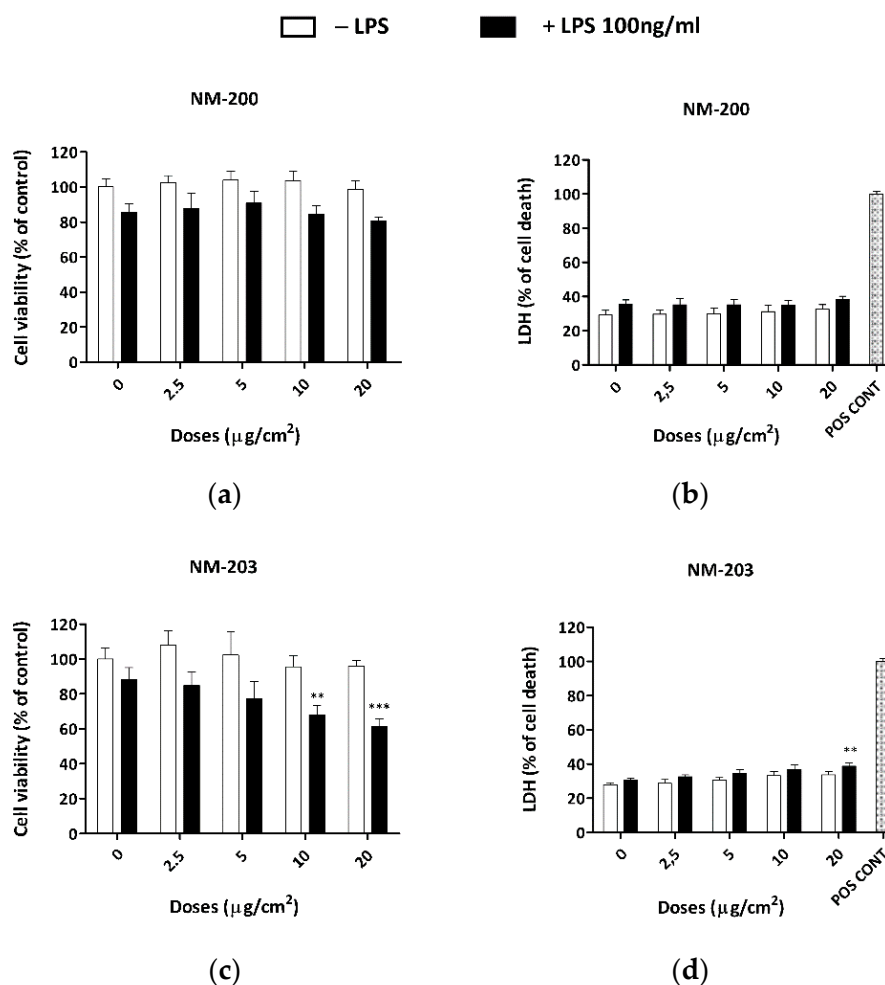 – LPS + LPS 100ng/ml
NM-200
Cell viability (% of control)
120
100
80
60
40
20
0
0 2.5 5 10 20
Doses (μg/cm²)
(a)
NM-200
LDH (% of cell death)
120
100
80
60
40
20
0
0 2,5 5 10 20 POS CONT
Doses (μg/cm²)
(b)
NM-203
Cell viability (% of control)
120
100
80
60
40
20
0
** ***
0 2.5 5 10 20
Doses (μg/cm²)
(c)
NM-203
LDH (% of cell death)
120
100
80
60
40
20
0
**
0 2,5 5 10 20 POS CONT
Doses (μg/cm²)
(d)